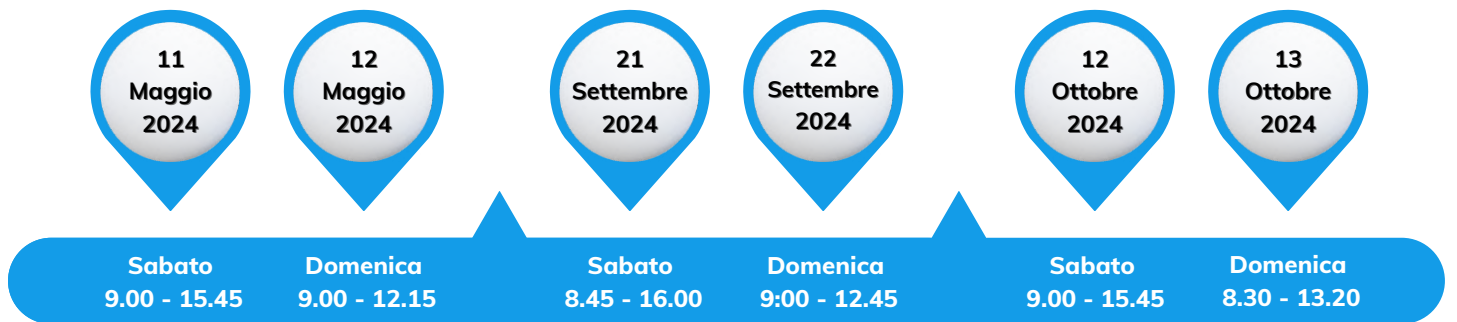 11
Maggio
2024
12
Maggio
2024
21
Settembre
2024
22
Settembre
2024
12
Ottobre
2024
13
Ottobre
2024
Sabato
9.00 - 15.45
Domenica
9.00 - 12.15
Sabato
8.45 - 16.00
Domenica
9:00 - 12.45
Sabato
9.00 - 15.45
Domenica
8.30 - 13.20